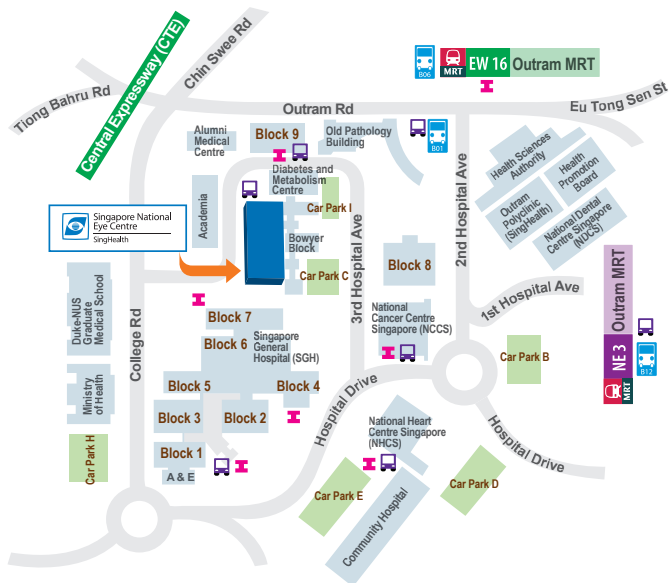 Central Expressway (CTE)
Chin Swee Rd
Tiong Bahru Rd
B06
MRT
EW 16
Outram MRT
Eu Tong Sen St
Outram Rd
Alumni
Medical
Centre
Block 9
Old Pathology
Building
B01
Health Sciences
Authority
Health
Promotion
Board
Outram
Polyclinic
(SingHealth)
National Dental
Centre Singapore
(NDCS)
2nd Hospital Ave
Diabetes and
Metabolism
Centre
Academia
Car Park I
Singapore National
Eye Centre
SingHealth
Bowyer
Block
Car Park C
3rd Hospital Ave
Block 8
1st Hospital Ave
Outram MRT
NE 3
B12
MRT
Duke-NUS
Graduate
Medical School
College Rd
Block 7
Block 6
Singapore
General
Hospital (SGH)
National
Cancer Centre
Singapore (NCCS)
Car Park B
Ministry
of Health
Block 5
Block 4
Block 3
Block 2
Hospital Drive
Car Park H
Block 1
A & E
National Heart
Centre Singapore
(NHCS)
Hospital Drive
Car Park E
Community Hospital
Car Park D